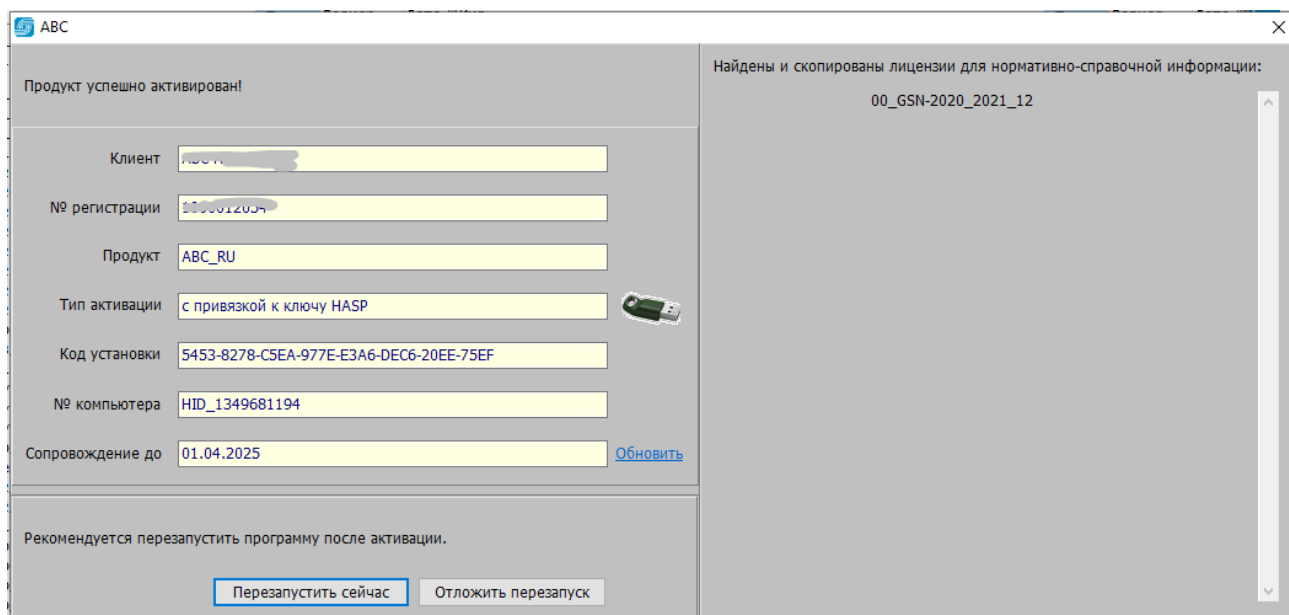 ABC
Продукт успешно активирован!
Клиент
№ регистрации
Продукт
ABC_RU
Тип активации
с привязкой к ключу HASP
Код установки
5453-8278-C5EA-977E-E3A6-DEC6-20EE-75EF
№ компьютера
HID_1349681194
Сопровождение до
01.04.2025
Обновить
Рекомендуется перезапустить программу после активации.
Перезапустить сейчас
Отложить перезапуск
Найдены и скопированы лицензии для нормативно-справочной информации:
00_GSN-2020_2021_12